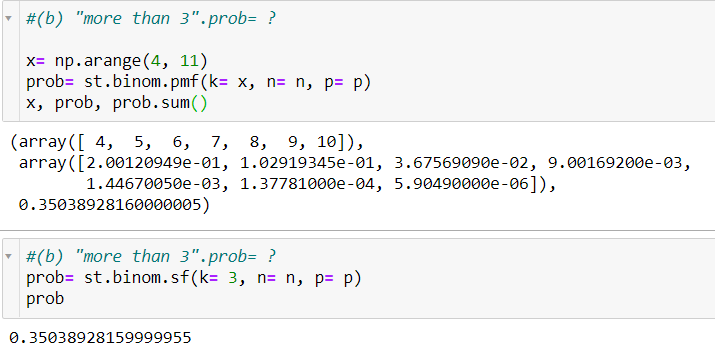 #(b) "more than 3".prob= ?
x= np.arange(4, 11)
prob= st.binom.pmf(k= x, n= n, p= p)
x, prob, prob.sum()
(array([ 4,  5,  6,  7,  8,  9, 10]),
array([2.00120949e-01, 1.02919345e-01, 3.67569090e-02, 9.00169200e-03,
1.44670050e-03, 1.37781000e-04, 5.90490000e-06]),
0.35038928160000005)
#(b) "more than 3".prob= ?
prob= st.binom.sf(k= 3, n= n, p= p)
prob
0.35038928159999955